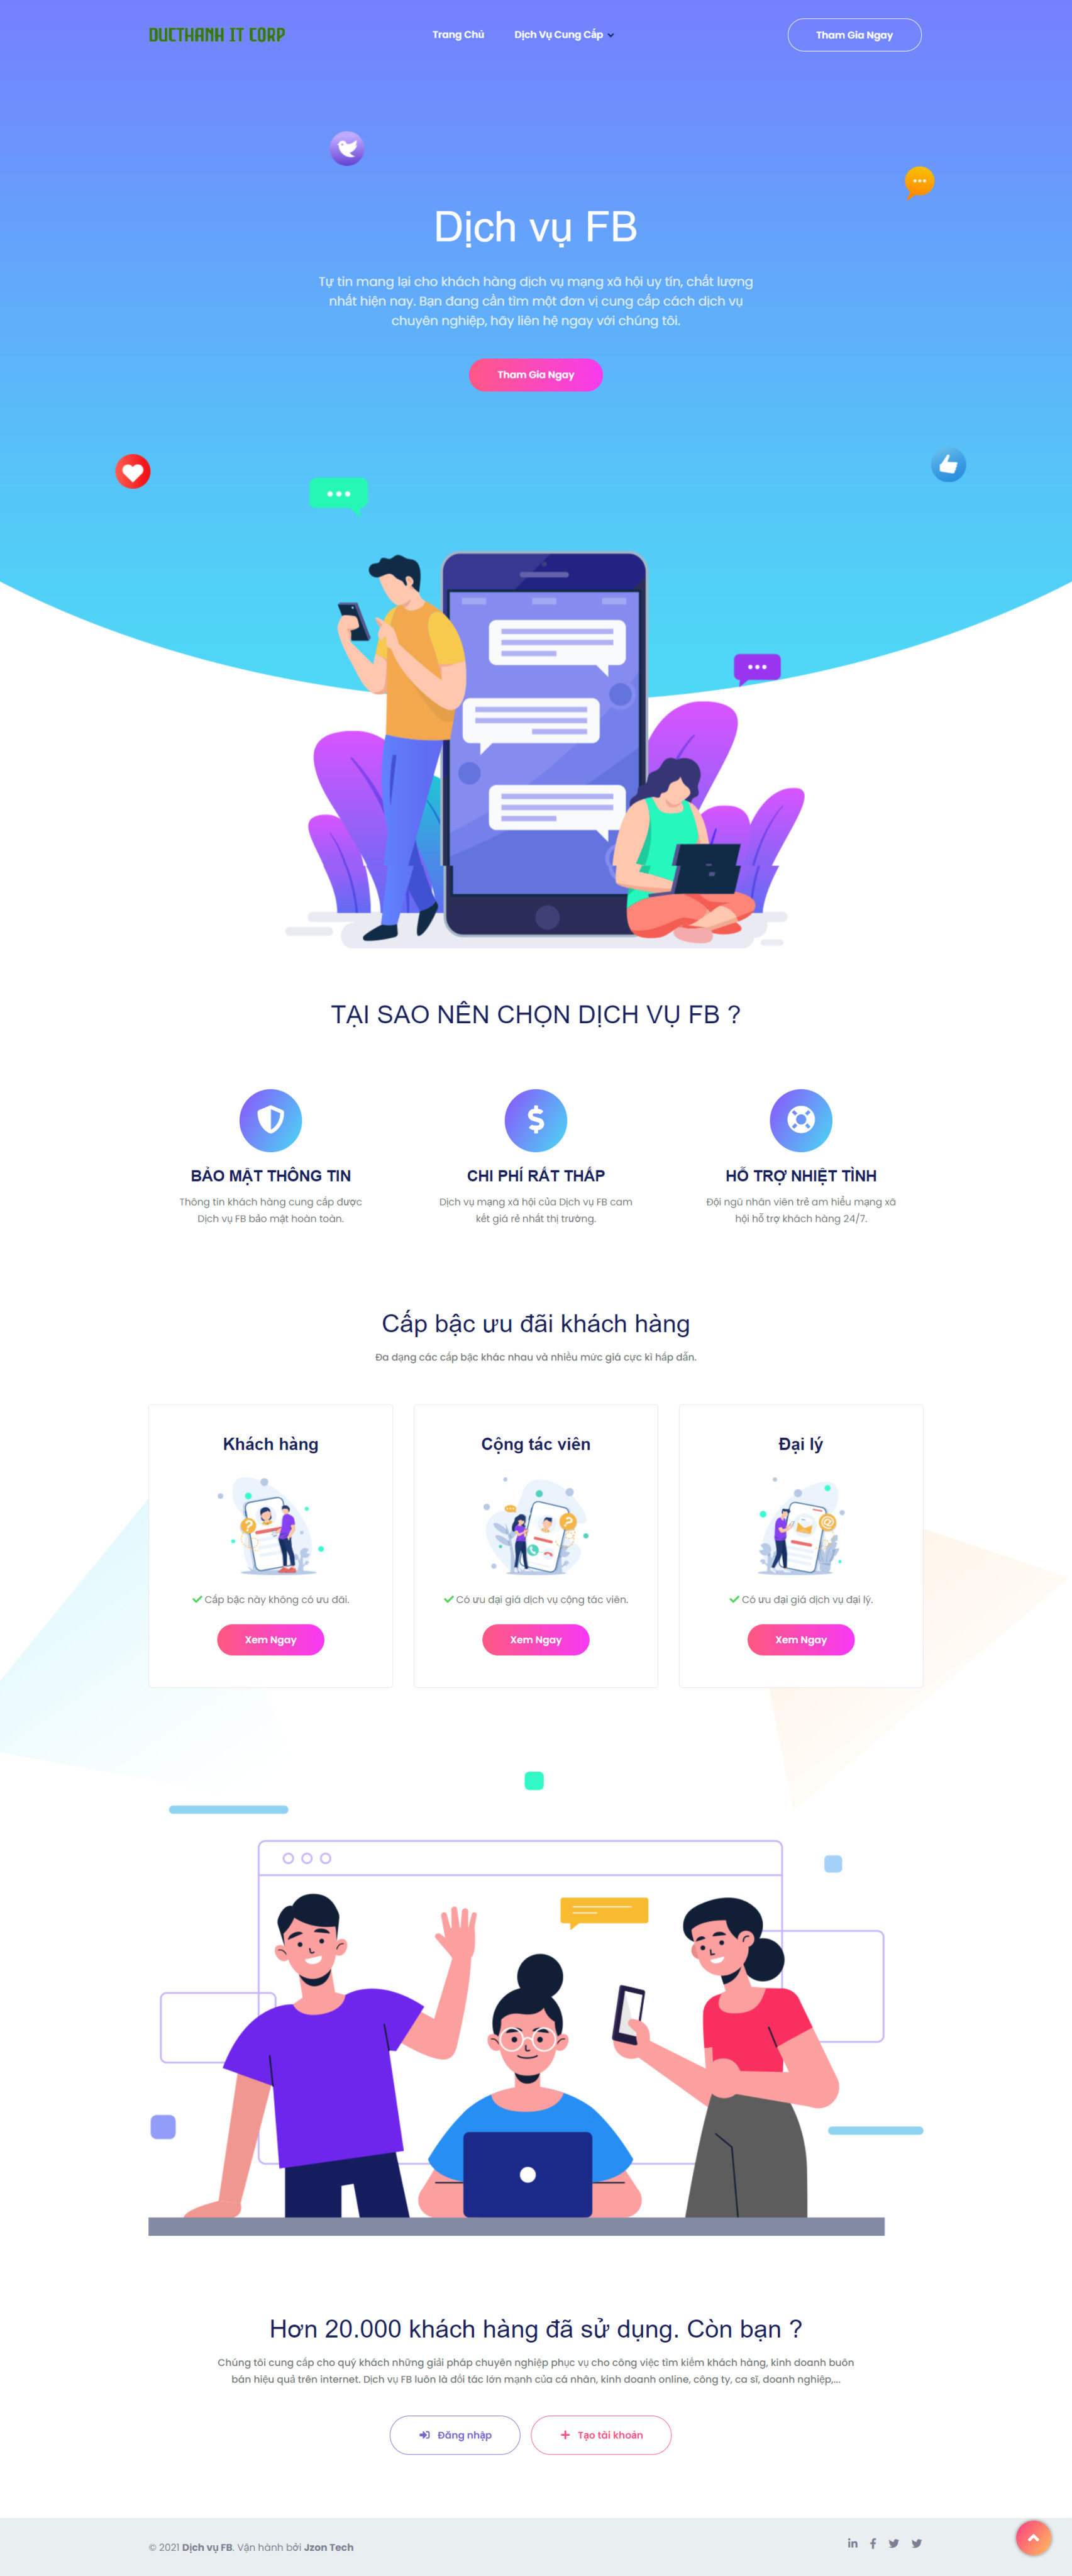 DUCTHANH IT CORP
Trang Chủ
Dịch Vụ Cung Cấp
Tham Gia Ngay
Dịch vụ FB
Tự tin mang lại cho khách hàng dịch vụ mạng xã hội uy tín, chất lượng
nhất hiện nay. Bạn đang cần tìm một đơn vị cung cấp cách dịch vụ
chuyên nghiệp, hãy liên hệ ngay với chúng tôi.
Tham Gia Ngay
TẠI SAO NÊN CHỌN DỊCH VỤ FB ?
BẢO MẬT THÔNG TIN
Thông tin khách hàng cung cấp được
Dịch vụ FB bảo mật hoàn toàn.
CHI PHÍ RẤT THẤP
Dịch vụ mạng xã hội của Dịch vụ FB cam
kết giá rẻ nhất thị trường.
HỖ TRỢ NHIỆT TÌNH
Đội ngũ nhân viên trẻ am hiểu mạng xã
hội hỗ trợ khách hàng 24/7.
Cấp bậc ưu đãi khách hàng
Đa dạng các cấp bậc khác nhau và nhiều mức giá cực kì hấp dẫn.
Khách hàng
Cấp bậc này không có ưu đãi.
Xem Ngay
Cộng tác viên
Có ưu đại giá dịch vụ cộng tác viên.
Xem Ngay
Đại lý
Có ưu đại giá dịch vụ đại lý.
Xem Ngay
Hơn 20.000 khách hàng đã sử dụng. Còn bạn ?
Chúng tôi cung cấp cho quý khách những giải pháp chuyên nghiệp phục vụ cho công việc tìm kiếm khách hàng, kinh doanh buôn
bán hiệu quả trên internet. Dịch vụ FB luôn là đối tác lớn mạnh của cá nhân, kinh doanh online, công ty, ca sĩ, doanh nghiệp,...
Đăng nhập
Tạo tài khoản
© 2021 Dịch vụ FB. Vận hành bởi Jzon Tech